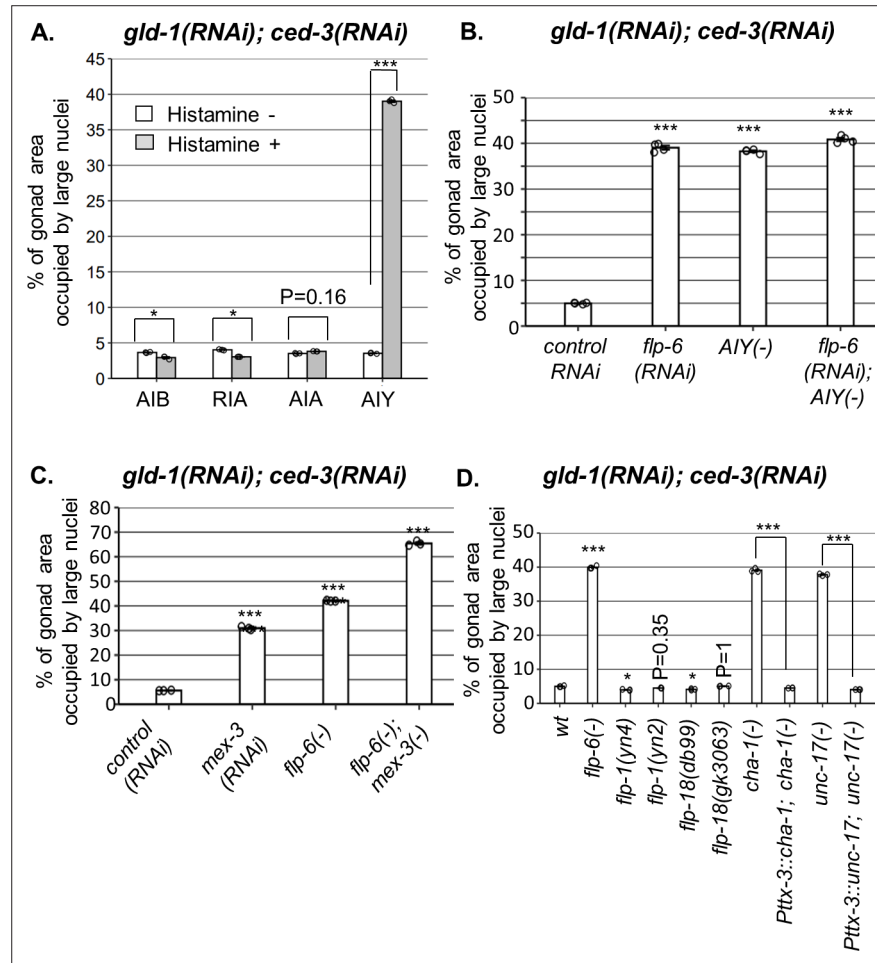 A.
gld-1(RNAi); ced-3(RNAi)
% of gonad area
occupied by large nuclei
45
40
35
30
25
20
15
10
5
0
Histamine -
Histamine +
*
*
P=0.16
***
AIB
RIA
AIA
AIY
B.
gld-1(RNAi); ced-3(RNAi)
% of gonad area
occupied by large nuclei
50
40
30
20
10
0
***
***
***
control
RNAi
flp-6
(RNAi)
AIY(-)
flp-6
(RNAi);
AIY(-)
C.
gld-1(RNAi); ced-3(RNAi)
% of gonad area
occupied by large nuclei
80
70
60
50
40
30
20
10
0
***
***
***
control
(RNAi)
mex-3
(RNAi)
flp-6(-)
flp-6(-);
mex-3(-)
D.
gld-1(RNAi); ced-3(RNAi)
% of gonad area
occupied by large nuclei
50
40
30
20
10
0
***
*
P=0.35
*
P=1
***
***
wt
flp-6(-)
flp-1(yn4)
flp-1(yn2)
flp-18(db99)
flp-18(gk3063)
cha-1(-)
Pttx-3::cha-1; cha-1(-)
unc-17(-)
Pttx-3::unc-17; unc-17(-)